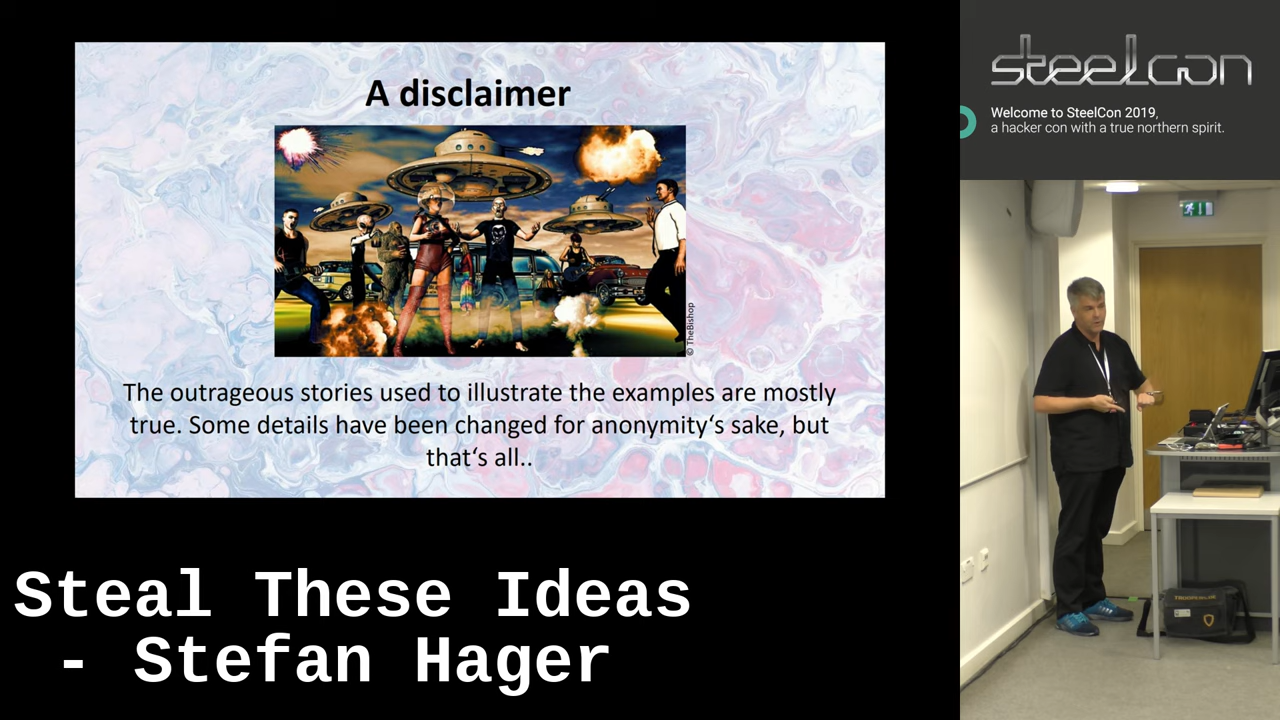 A disclaimer
© TheBishop
The outrageous stories used to illustrate the examples are mostly
true. Some details have been changed for anonymity‘s sake, but
that‘s all..
Steal These Ideas
- Stefan Hager
steelcon
Welcome to SteelCon 2019,
a hacker con with a true northern spirit.
TROOPERS